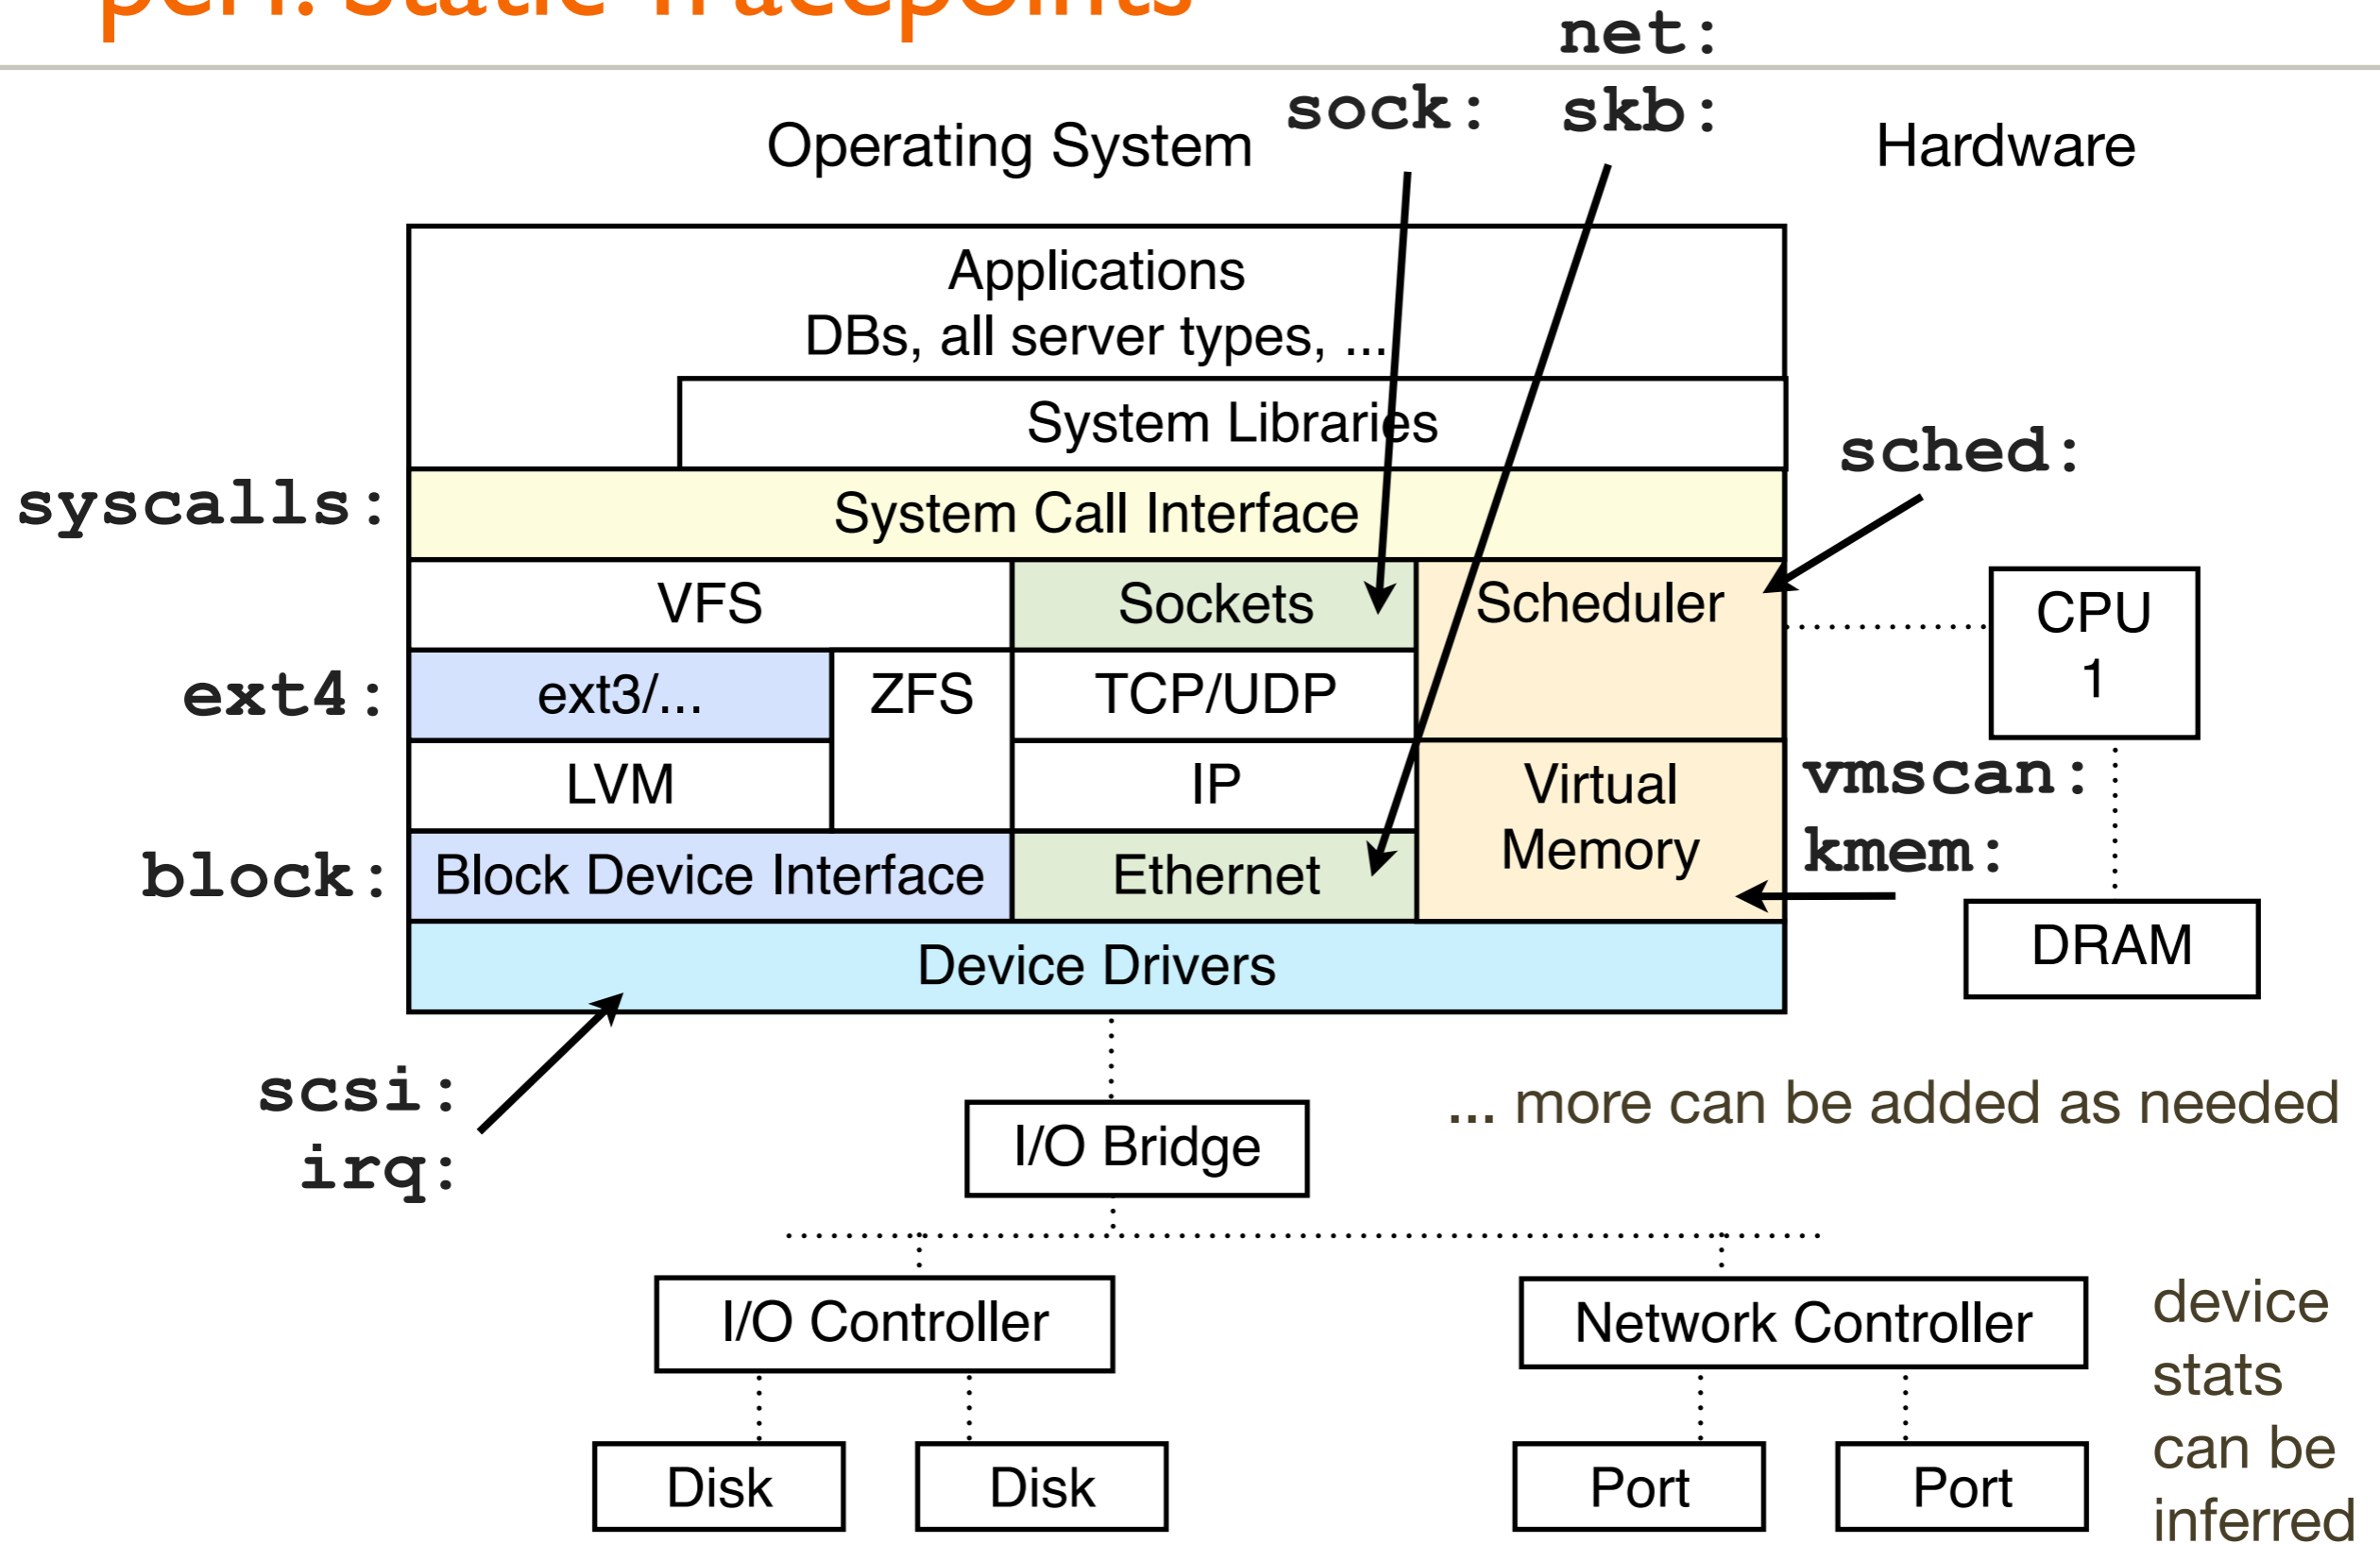 perf: Static Tracepoints
net:
sock: skb:
Operating System
Hardware
Applications
DBs, all server types, ...
System Libraries
sched:
syscalls:
System Call Interface
VFS
Sockets
Scheduler
CPU
1
ext4:
ext3/...
ZFS
TCP/UDP
LVM
IP
Virtual
Memory
vmscan:
kmem:
block:
Block Device Interface
Ethernet
DRAM
Device Drivers
scsi:
irq:
... more can be added as needed
I/O Bridge
I/O Controller
Network Controller
device
stats
can be
inferred
Disk
Disk
Port
Port